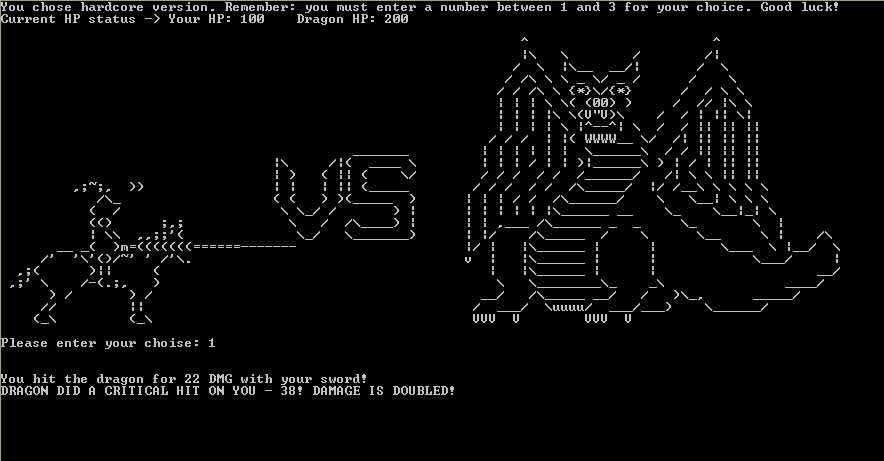 You chose hardcore version. Remember: you must enter a number between 1 and 3 for your choice. Good luck!
Current HP status -> Your HP: 100    Dragon HP: 200
VS
Please enter your choise: 1
You hit the dragon for 22 DMG with your sword!
DRAGON DID A CRITICAL HIT ON YOU - 38! DAMAGE IS DOUBLED!